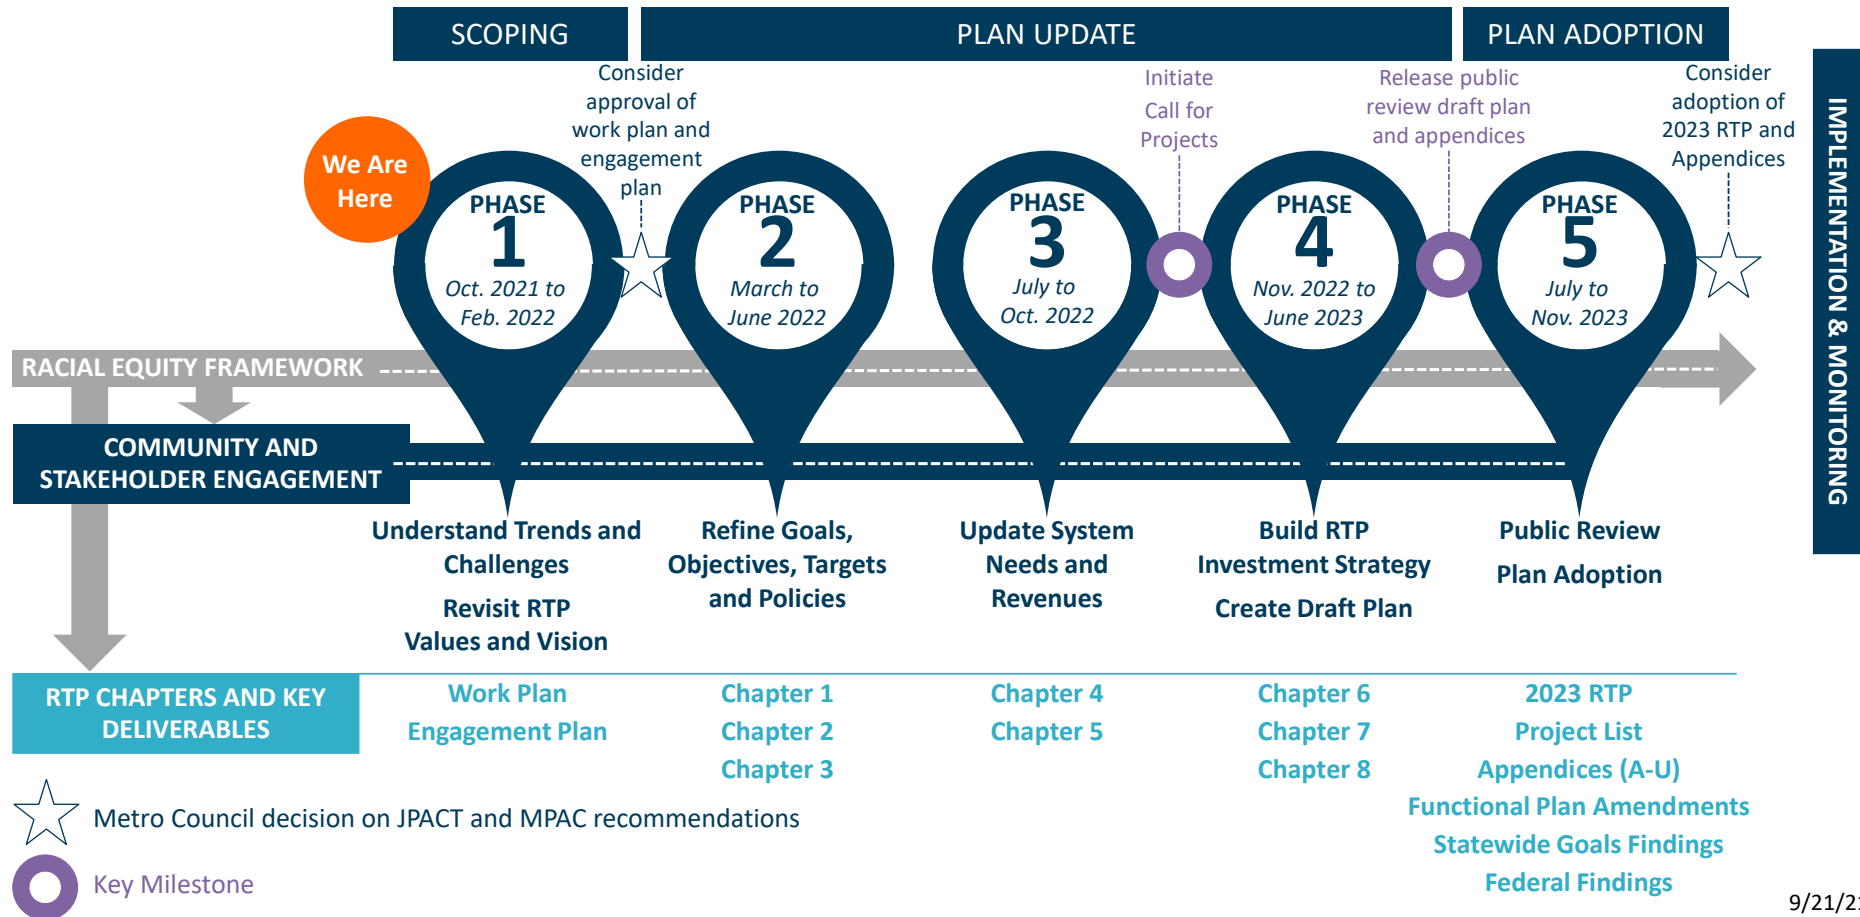 SCOPING
PLAN UPDATE
PLAN ADOPTION
Consider
approval of
work plan and
engagement
plan
Initiate
Call for
Projects
Release public
review draft plan
and appendices
Consider
adoption of
2023 RTP and
Appendices
IMPLEMENTATION & MONITORING
We Are
Here
PHASE
1
Oct. 2021 to
Feb. 2022
PHASE
2
March to
June 2022
PHASE
3
July to
Oct. 2022
PHASE
4
Nov. 2022 to
June 2023
PHASE
5
July to
Nov. 2023
RACIAL EQUITY FRAMEWORK
COMMUNITY AND
STAKEHOLDER ENGAGEMENT
Understand Trends and
Challenges
Revisit RTP
Values and Vision
Refine Goals,
Objectives, Targets
and Policies
Update System
Needs and
Revenues
Build RTP
Investment Strategy
Create Draft Plan
Public Review
Plan Adoption
RTP CHAPTERS AND KEY
DELIVERABLES
Work Plan
Engagement Plan
Chapter 1
Chapter 2
Chapter 3
Chapter 4
Chapter 5
Chapter 6
Chapter 7
Chapter 8
2023 RTP
Project List
Appendices (A-U)
Functional Plan Amendments
Statewide Goals Findings
Federal Findings
Metro Council decision on JPACT and MPAC recommendations
Key Milestone
9/21/21